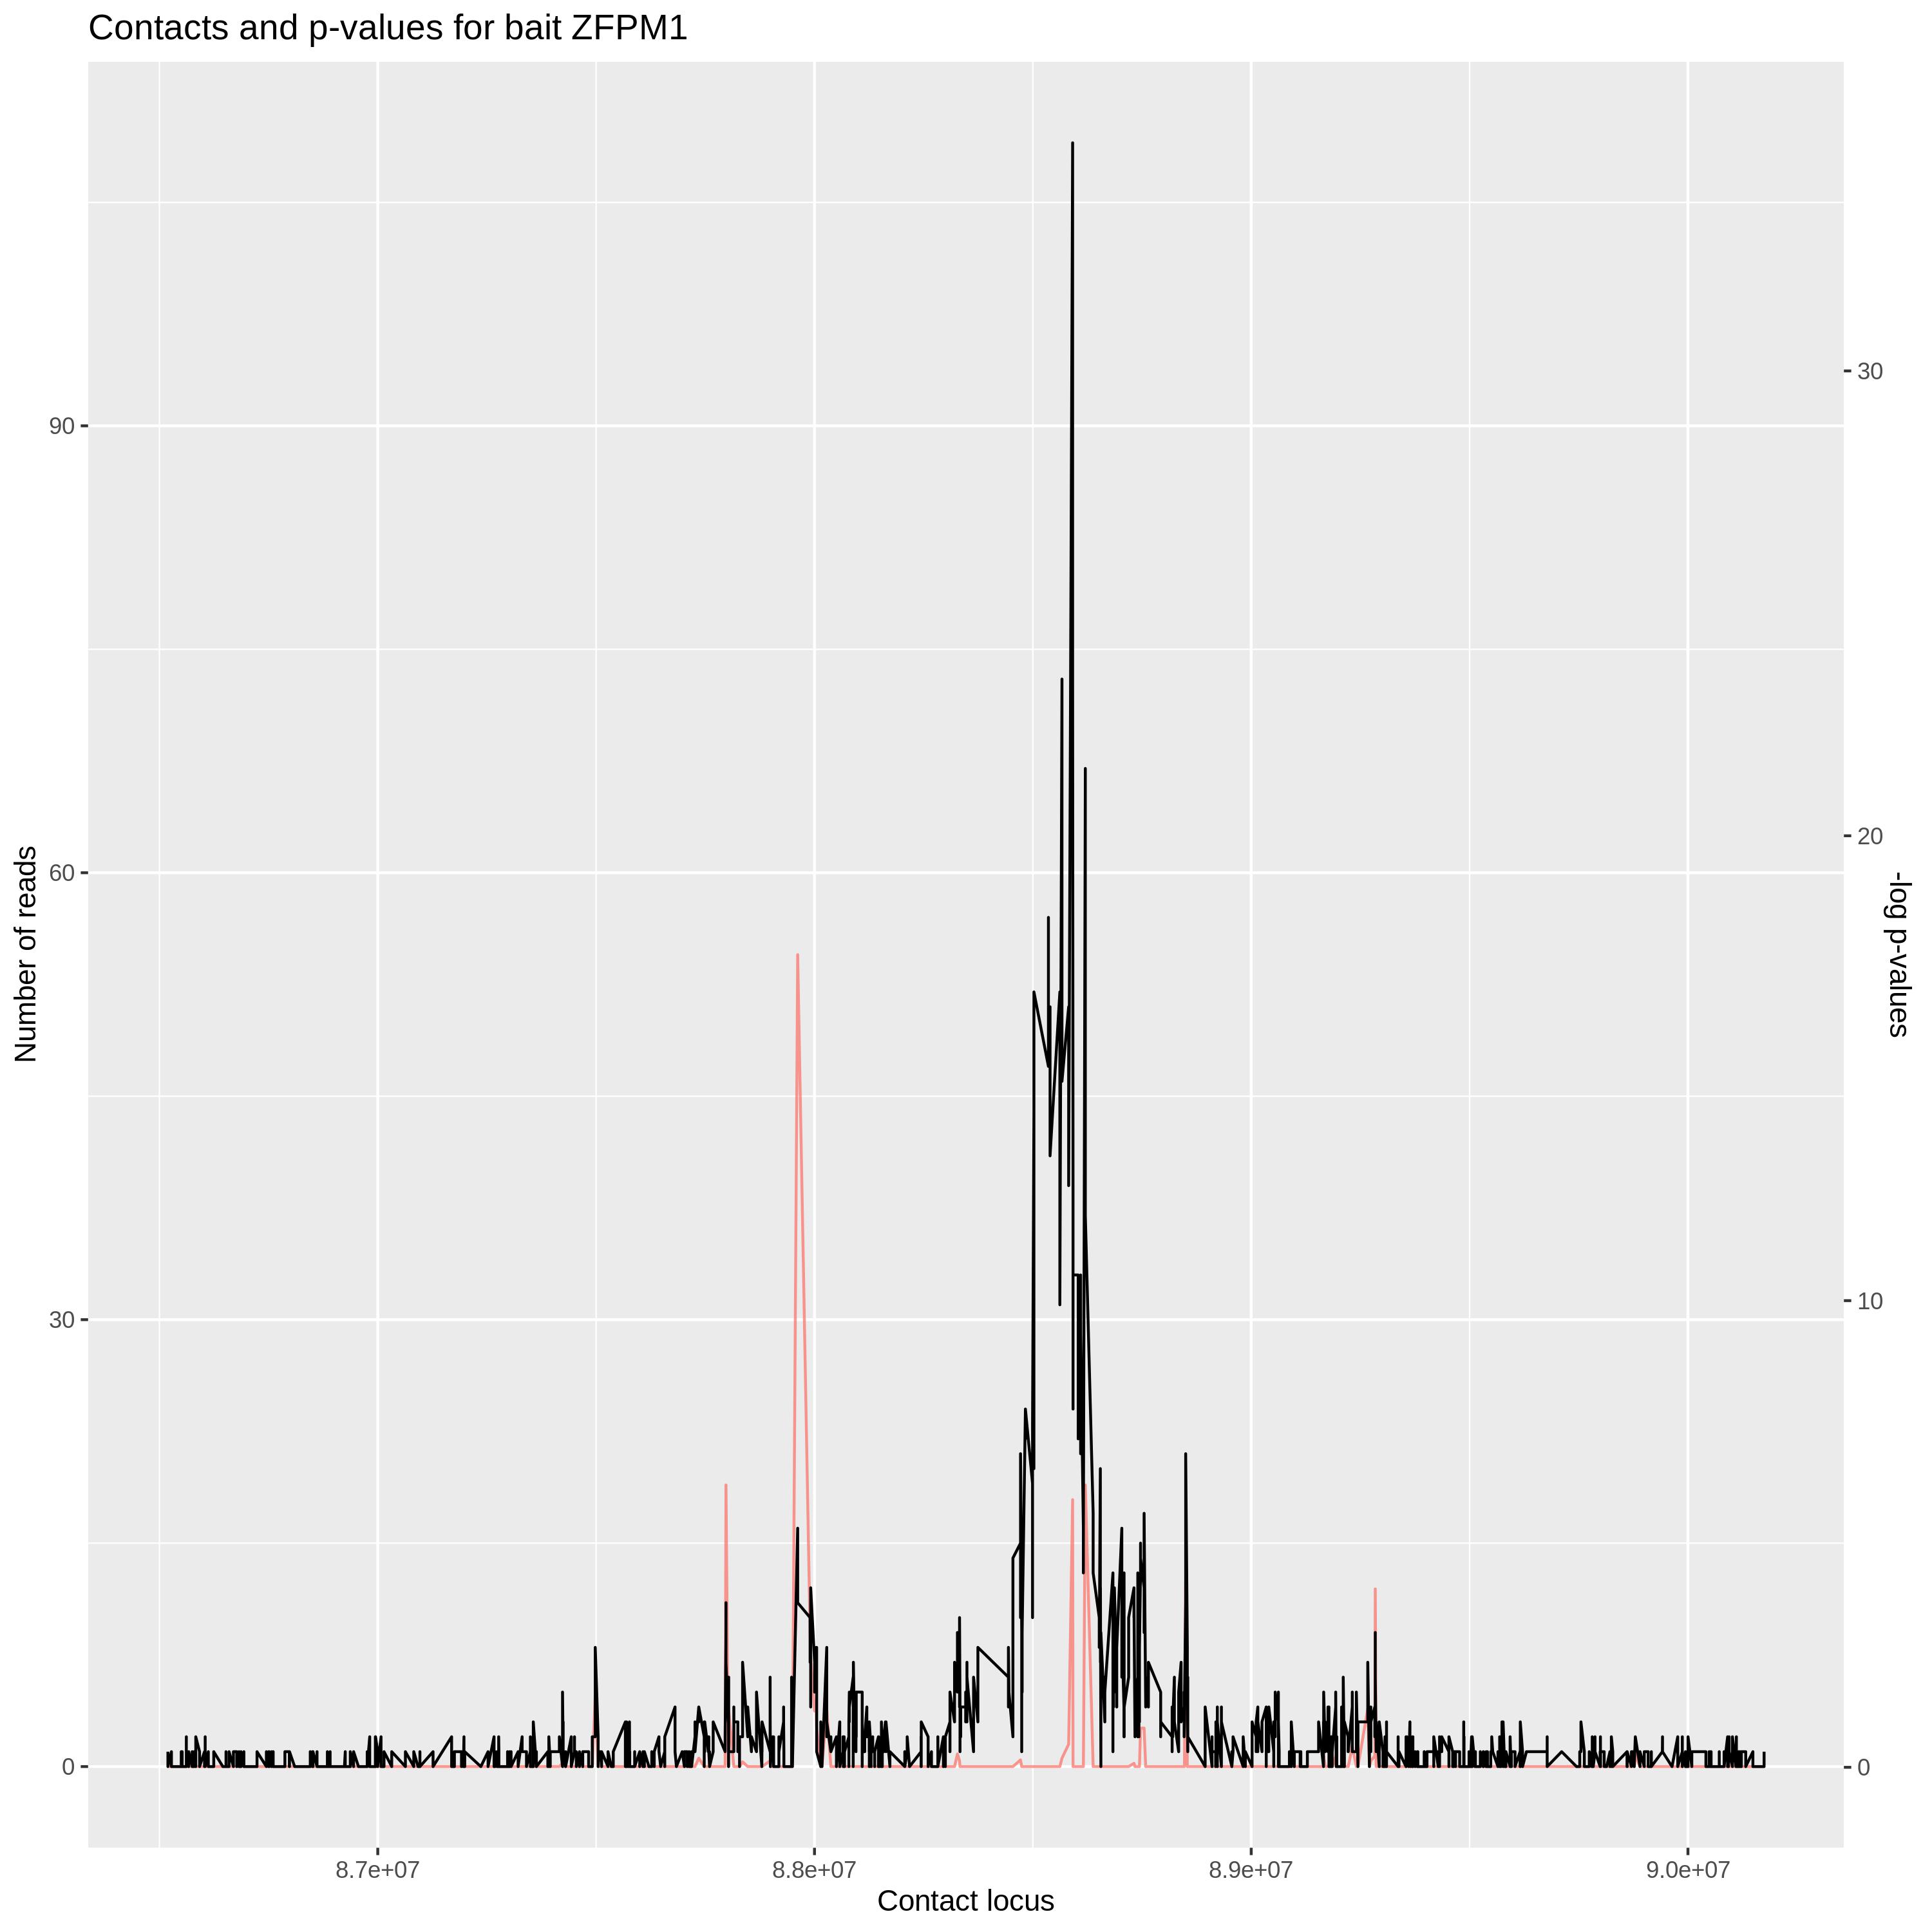 Contacts and p-values for bait ZFPM1
90
60
30
0
Number of reads
30
20
10
0
-log p-values
8.7e+07
8.8e+07
8.9e+07
9.0e+07
Contact locus